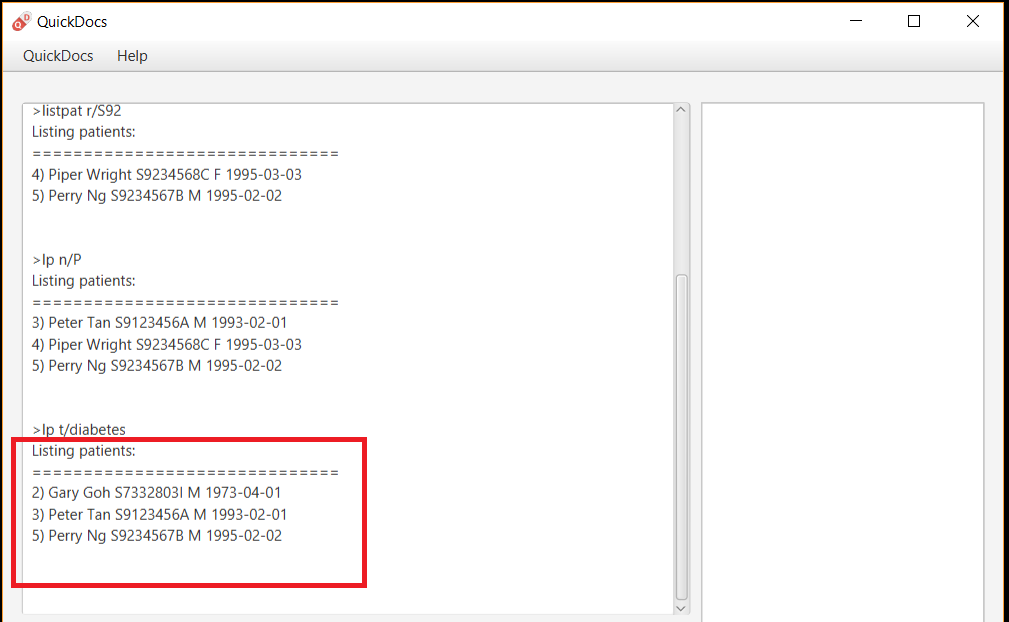 QuickDocs
QuickDocs Help
>listpat r/S92
Listing patients:
==============================
4) Piper Wright S9234568C F 1995-03-03
5) Perry Ng S9234567B M 1995-02-02
>lp n/P
Listing patients:
==============================
3) Peter Tan S9123456A M 1993-02-01
4) Piper Wright S9234568C F 1995-03-03
5) Perry Ng S9234567B M 1995-02-02
>lp t/diabetes
Listing patients:
==============================
2) Gary Goh S7332803I M 1973-04-01
3) Peter Tan S9123456A M 1993-02-01
5) Perry Ng S9234567B M 1995-02-02